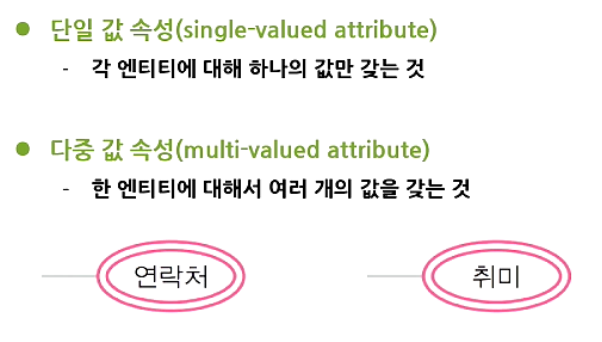 ● 단일 값 속성(single-valued attribute)
- 각 엔티티에 대해 하나의 값만 갖는 것
● 다중 값 속성(multi-valued attribute)
- 한 엔티티에 대해서 여러 개의 값을 갖는 것
연락처 취미